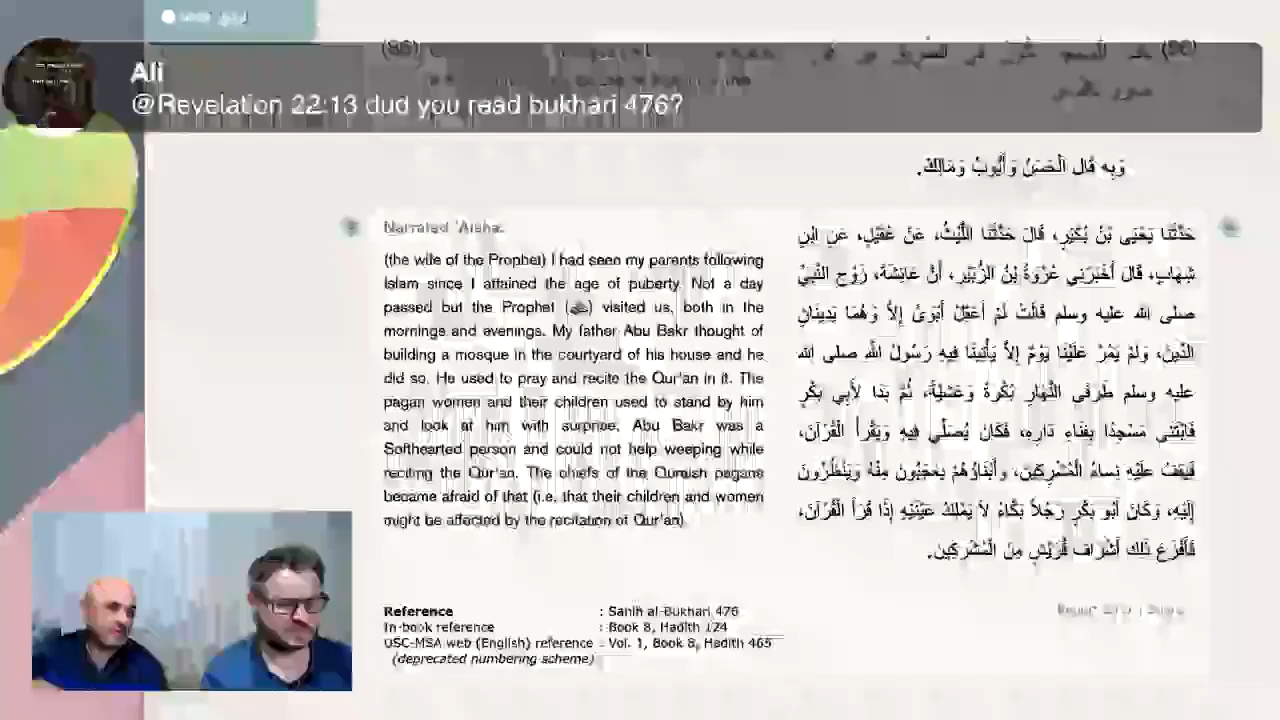 Ali
@Revelation 22:13 dud you read bukhari 476?
وَبِهِ قَالَ الْحَسَنُ وَأَيُّوبُ وَمَالِكٌ.
Narrated 'Aisha:
(the wife of the Prophet) I had seen my parents following
Islam since I attained the age of puberty. Not a day
passed but the Prophet (ﷺ) visited us, both in the
mornings and evenings. My father Abu Bakr thought of
building a mosque in the courtyard of his house and he
did so. He used to pray and recite the Qur'an in it. The
pagan women and their children used to stand by him
and look at him with surprise. Abu Bakr was a
Softhearted person and could not help weeping while
reciting the Qur'an. The chiefs of the Quraish pagans
became afraid of that (i.e. that their children and women
might be affected by the recitation of Qur'an).
حَدَّثَنَا يَحْيَى بْنُ بُكَيْرٍ، قَالَ حَدَّثَنَا اللَّيْثُ، عَنْ عُقَيْلٍ، عَنِ ابْنِ
شِهَابٍ، قَالَ أَخْبَرَنِي عُرْوَةُ بْنُ الزُّبَيْرِ، أَنَّ عَائِشَةَ، زَوْجَ النَّبِيِّ
صلى الله عليه وسلم قَالَتْ لَمْ أَعْقِلْ أَبَوَىَّ إِلاَّ وَهُمَا يَدِينَانِ
الدِّينَ، وَلَمْ يَمُرَّ عَلَيْنَا يَوْمٌ إِلاَّ يَأْتِينَا فِيهِ رَسُولُ اللَّهِ صلى الله
عليه وسلم طَرَفَىِ النَّهَارِ بُكْرَةً وَعَشِيَّةً، ثُمَّ بَدَا لأَبِي بَكْرٍ
فَابْتَنَى مَسْجِدًا بِفِنَاءِ دَارِهِ، فَكَانَ يُصَلِّي فِيهِ وَيَقْرَأُ الْقُرْآنَ،
فَيَقِفُ عَلَيْهِ نِسَاءُ الْمُشْرِكِينَ، وَأَبْنَاؤُهُمْ يَعْجَبُونَ مِنْهُ وَيَنْظُرُونَ
إِلَيْهِ، وَكَانَ أَبُو بَكْرٍ رَجُلاً بَكَّاءً لاَ يَمْلِكُ عَيْنَيْهِ إِذَا قَرَأَ الْقُرْآنَ،
فَأَفْزَعَ ذَلِكَ أَشْرَافَ قُرَيْشٍ مِنَ الْمُشْرِكِينَ.
Reference : Sahih al-Bukhari 476
In-book reference : Book 8, Hadith 124
USC-MSA web (English) reference : Vol. 1, Book 8, Hadith 465
(deprecated numbering scheme)